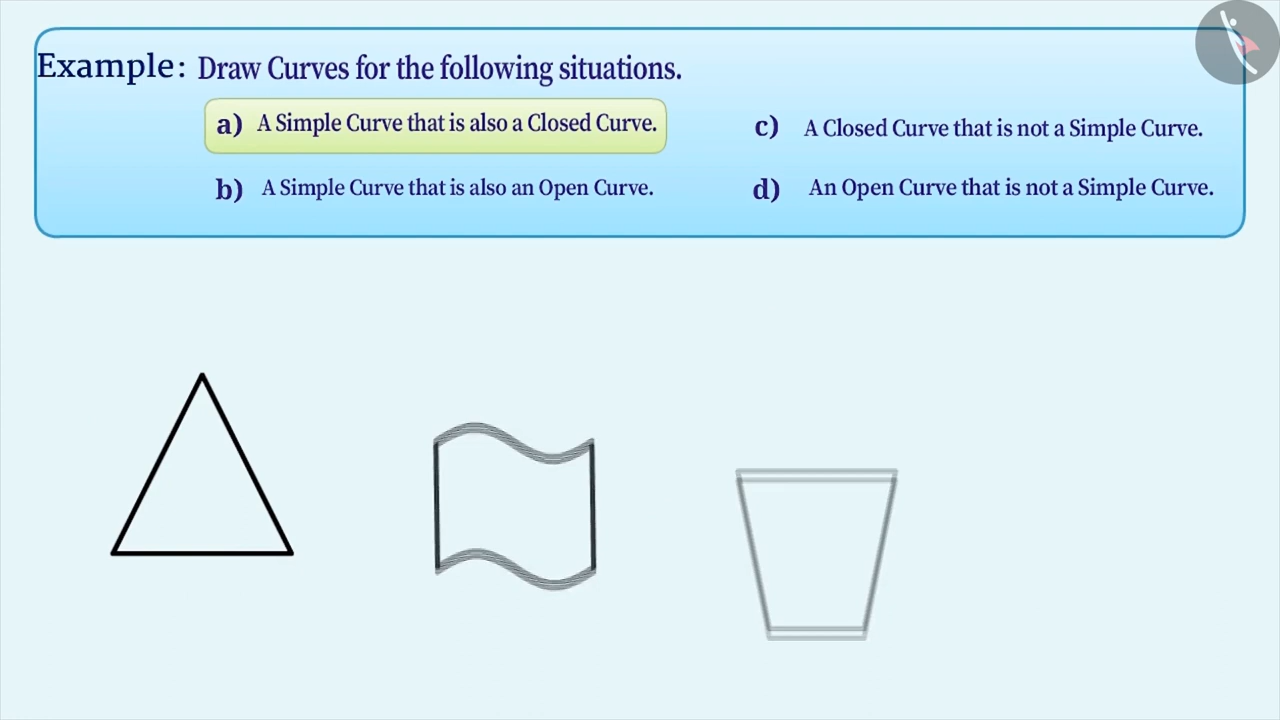 Example: Draw Curves for the following situations.
a) A Simple Curve that is also a Closed Curve.
b) A Simple Curve that is also an Open Curve.
c) A Closed Curve that is not a Simple Curve.
d) An Open Curve that is not a Simple Curve.